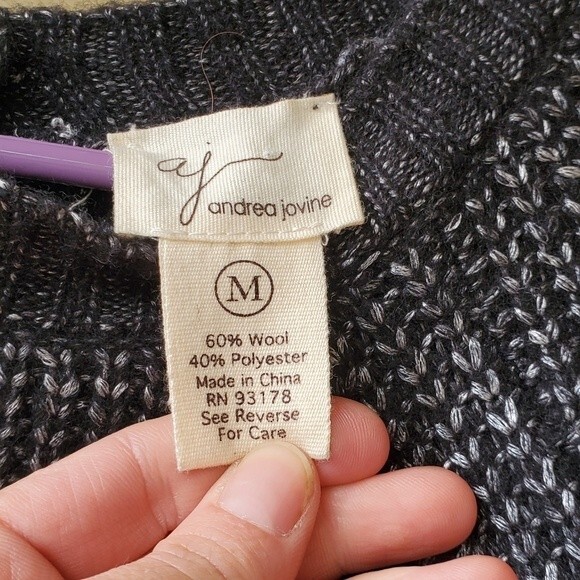 aj
andrea jovine
M
60% Wool
40% Polyester
Made in China
RN 93178
See Reverse
For Care